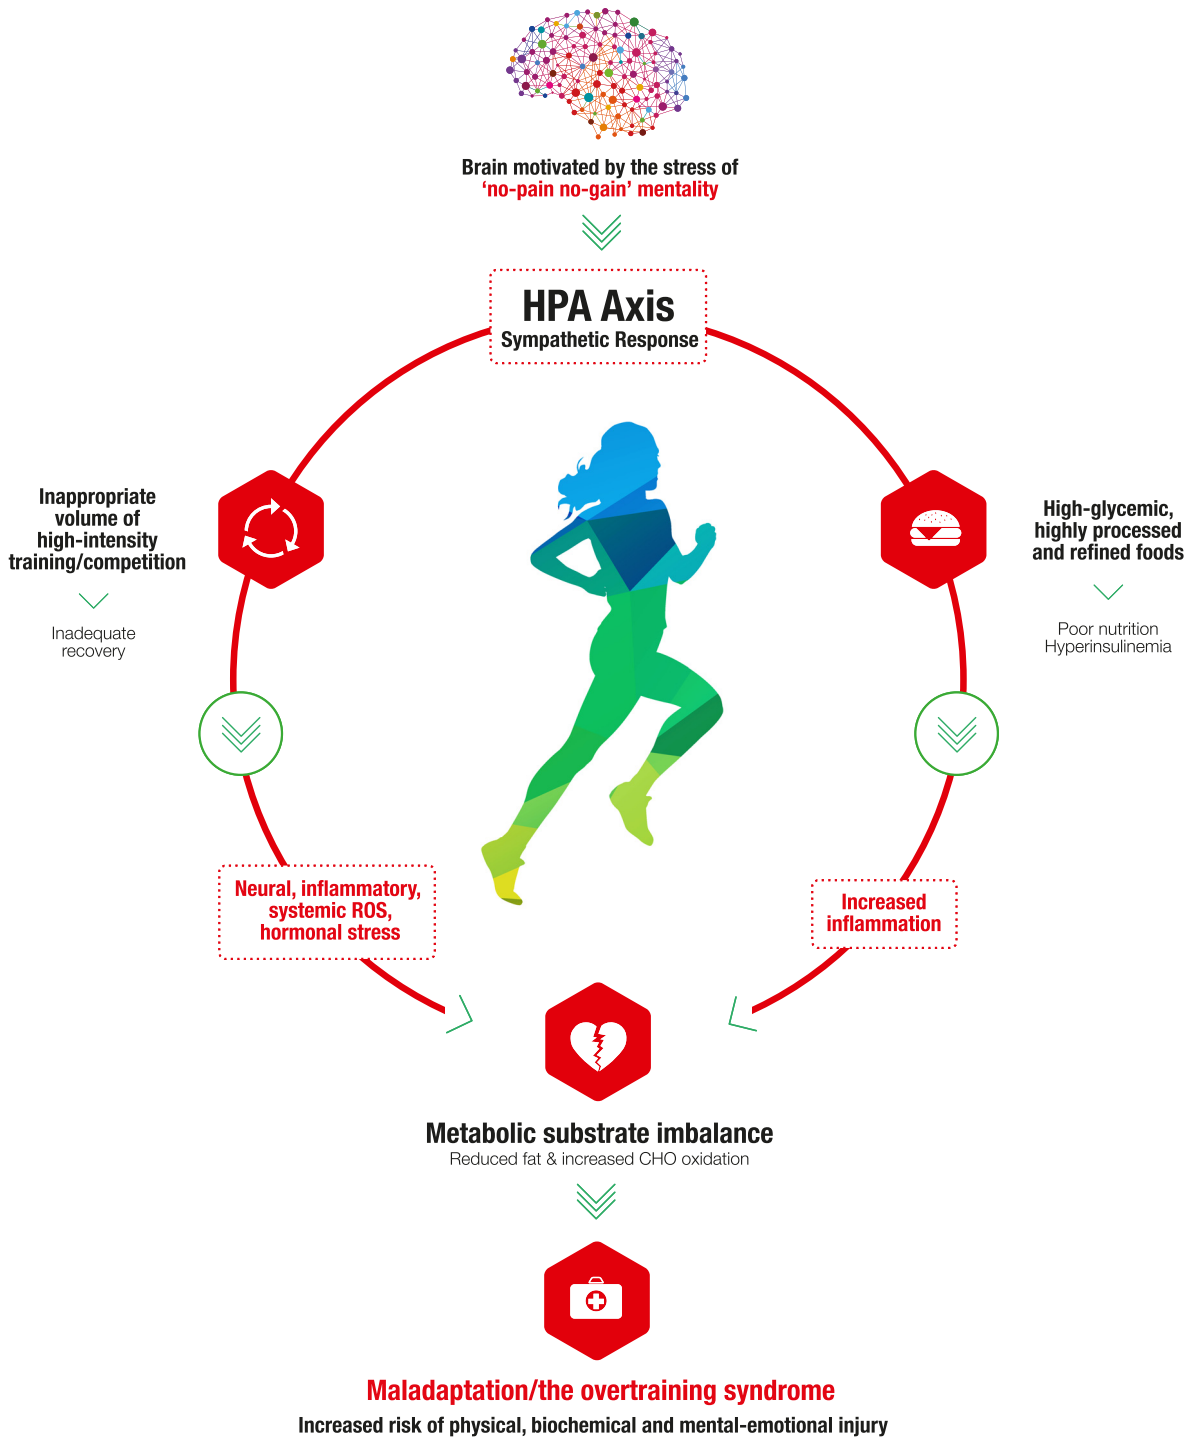 Brain motivated by the stress of
‘no-pain no-gain’ mentality
HPA Axis
Sympathetic Response
Inappropriate
volume of
high-intensity
training/competition
Inadequate
recovery
High-glycemic,
highly processed
and refined foods
Poor nutrition
Hyperinsulinemia
Neural, inflammatory,
systemic ROS,
hormonal stress
Increased
inflammation
Metabolic substrate imbalance
Reduced fat & increased CHO oxidation
Maladaptation/the overtraining syndrome
Increased risk of physical, biochemical and mental-emotional injury